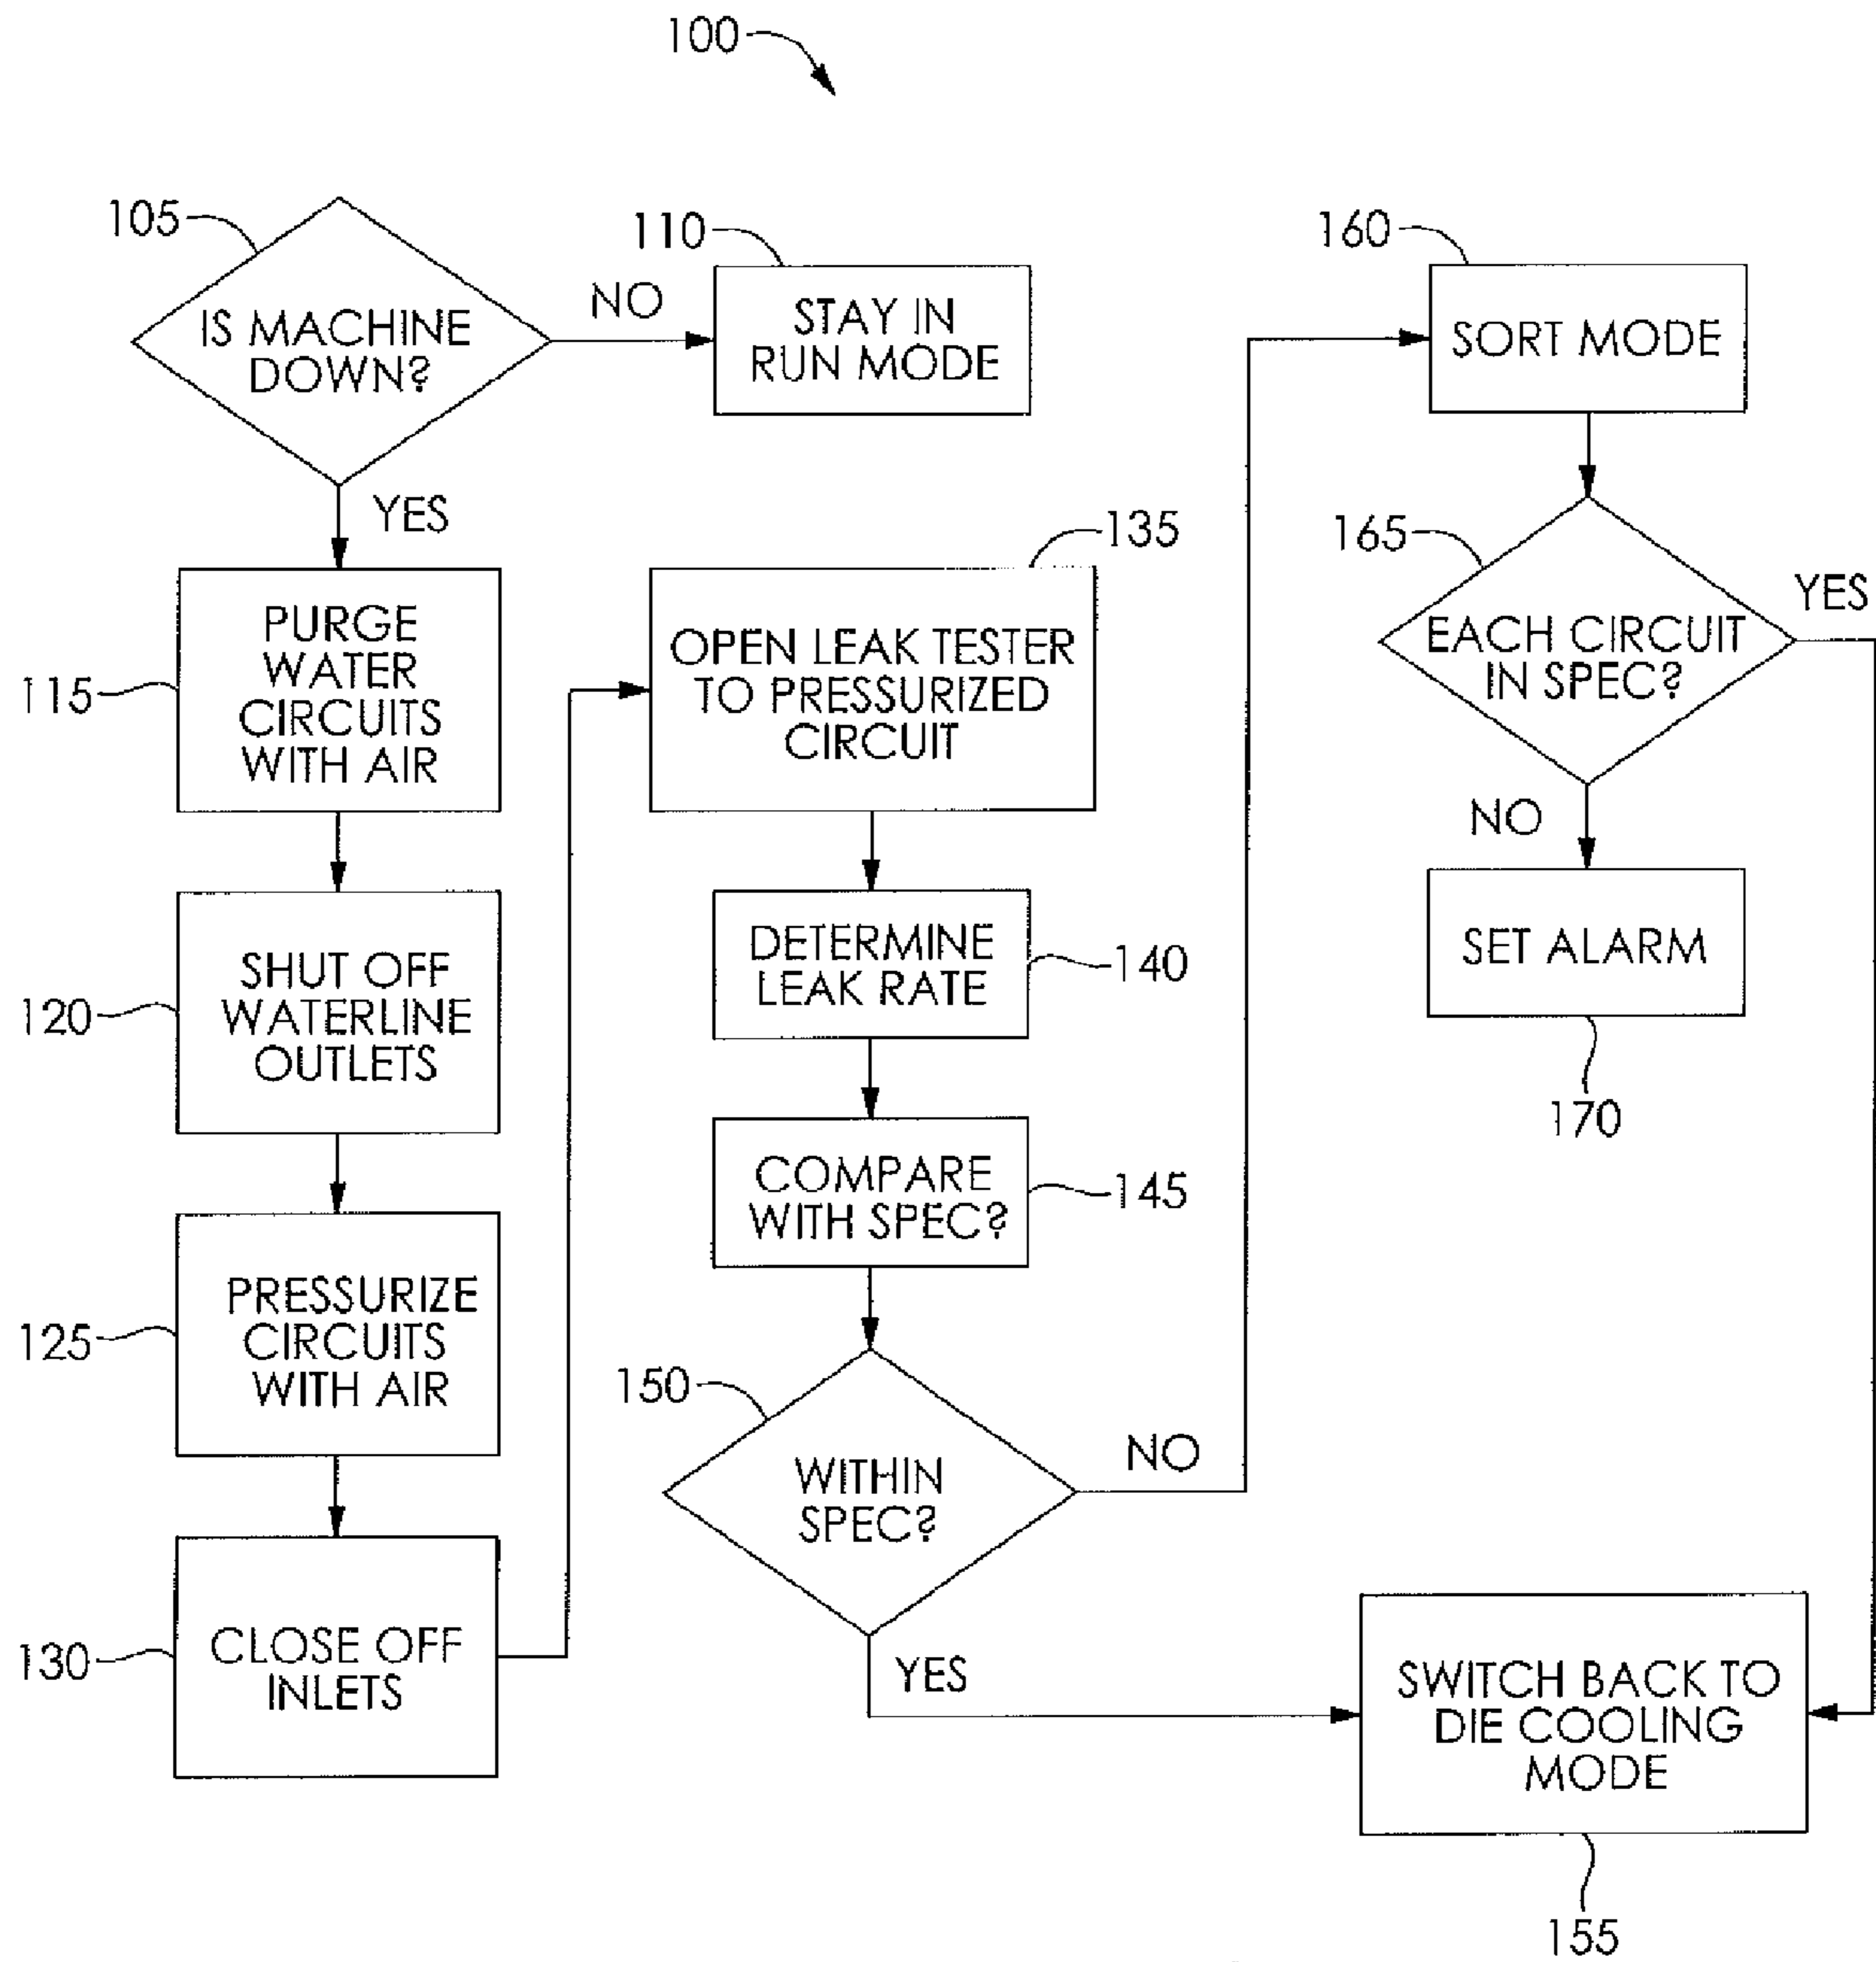 100
105
IS MACHINE
DOWN?
NO
110
STAY IN
RUN MODE
YES
115
PURGE
WATER
CIRCUITS
WITH AIR
120
SHUT OFF
WATERLINE
OUTLETS
125
PRESSURIZE
CIRCUITS
WITH AIR
130
CLOSE OFF
INLETS
135
OPEN LEAK TESTER
TO PRESSURIZED
CIRCUIT
DETERMINE
LEAK RATE
140
COMPARE
WITH SPEC?
145
150
WITHIN
SPEC?
NO
YES
160
SORT MODE
165
EACH CIRCUIT
IN SPEC?
YES
NO
SET ALARM
170
SWITCH BACK TO
DIE COOLING
MODE
155